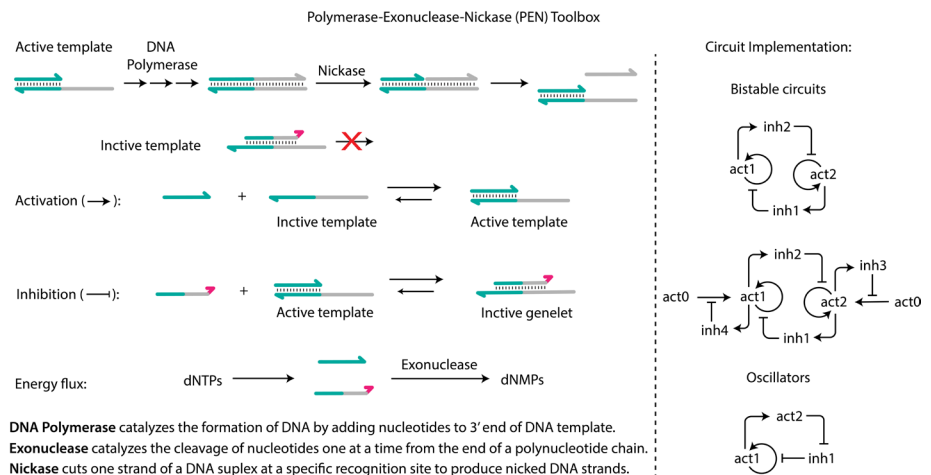 Polymerase-Exonuclease-Nickase (PEN) Toolbox
Active template
DNA
Polymerase
Nickase
Inctive template
Activation (→):
+
Inctive template
Active template
Inhibition (⊣):
+
Active template
Inctive genelet
Energy flux:
dNTPs
Exonuclease
dNMPs
DNA Polymerase catalyzes the formation of DNA by adding nucleotides to 3' end of DNA template.
Exonuclease catalyzes the cleavage of nucleotides one at a time from the end of a polynucleotide chain.
Nickase cuts one strand of a DNA suplex at a specific recognition site to produce nicked DNA strands.
Circuit Implementation:
Bistable circuits
inh2
act1
act2
inh1
inh2
inh3
act0
act1
act2
act0
inh4
inh1
Oscillators
act2
act1
inh1